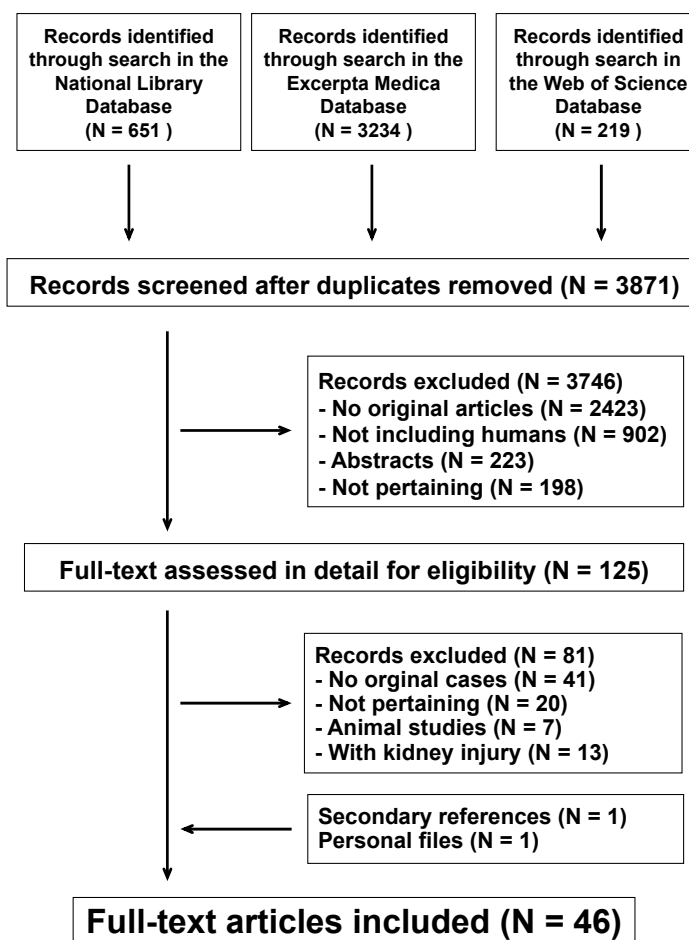 Records identified
through search in the
National Library
Database
(N = 651 )
Records identified
through search in the
Excerpta Medica
Database
(N = 3234 )
Records identified
through search in
the Web of Science
Database
(N = 219 )
Records screened after duplicates removed (N = 3871)
Records excluded (N = 3746)
- No original articles (N = 2423)
- Not including humans (N = 902)
- Abstracts (N = 223)
- Not pertaining (N = 198)
Full-text assessed in detail for eligibility (N = 125)
Records excluded (N = 81)
- No orginal cases (N = 41)
- Not pertaining (N = 20)
- Animal studies (N = 7)
- With kidney injury (N = 13)
Secondary references (N = 1)
Personal files (N = 1)
Full-text articles included (N = 46)